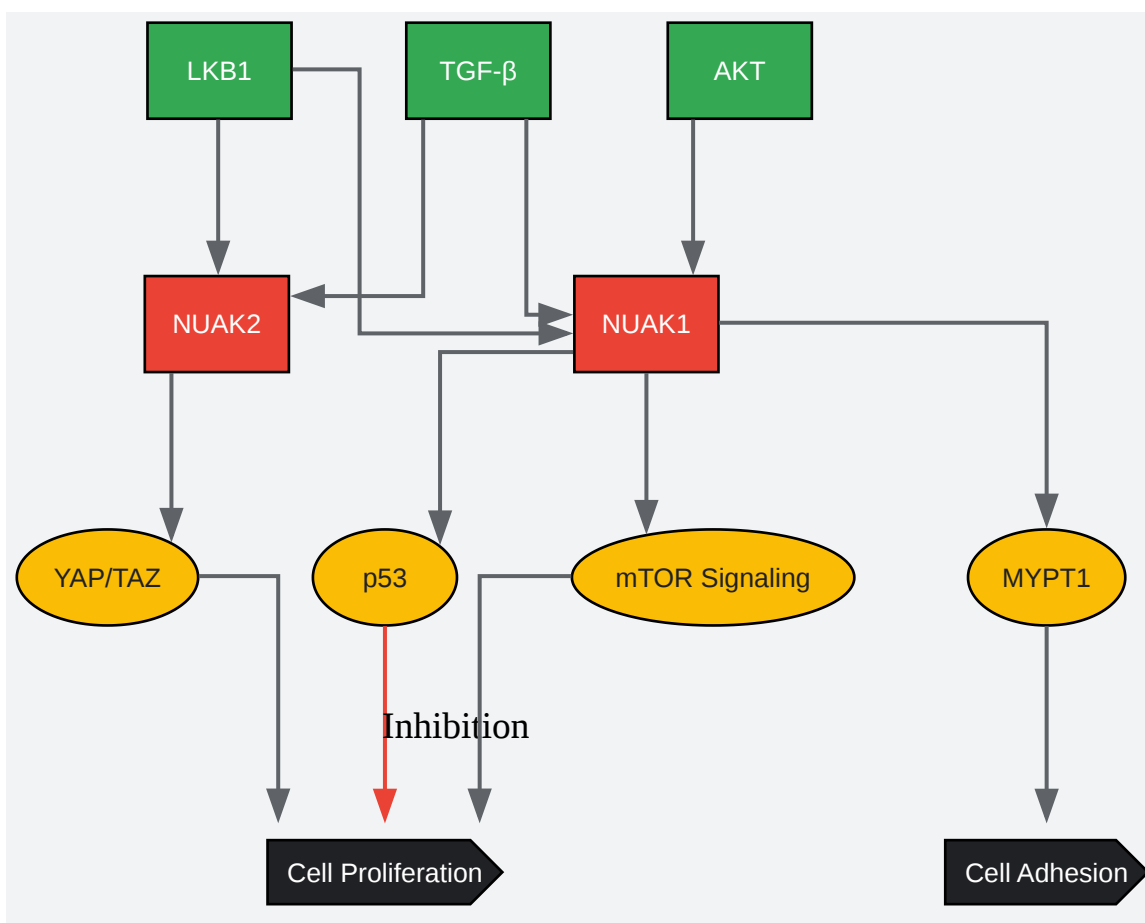 LKB1
TGF-β
AKT
NUAK2
NUAK1
YAP/TAZ
p53
mTOR Signaling
MYPT1
Inhibition
Cell Proliferation
Cell Adhesion